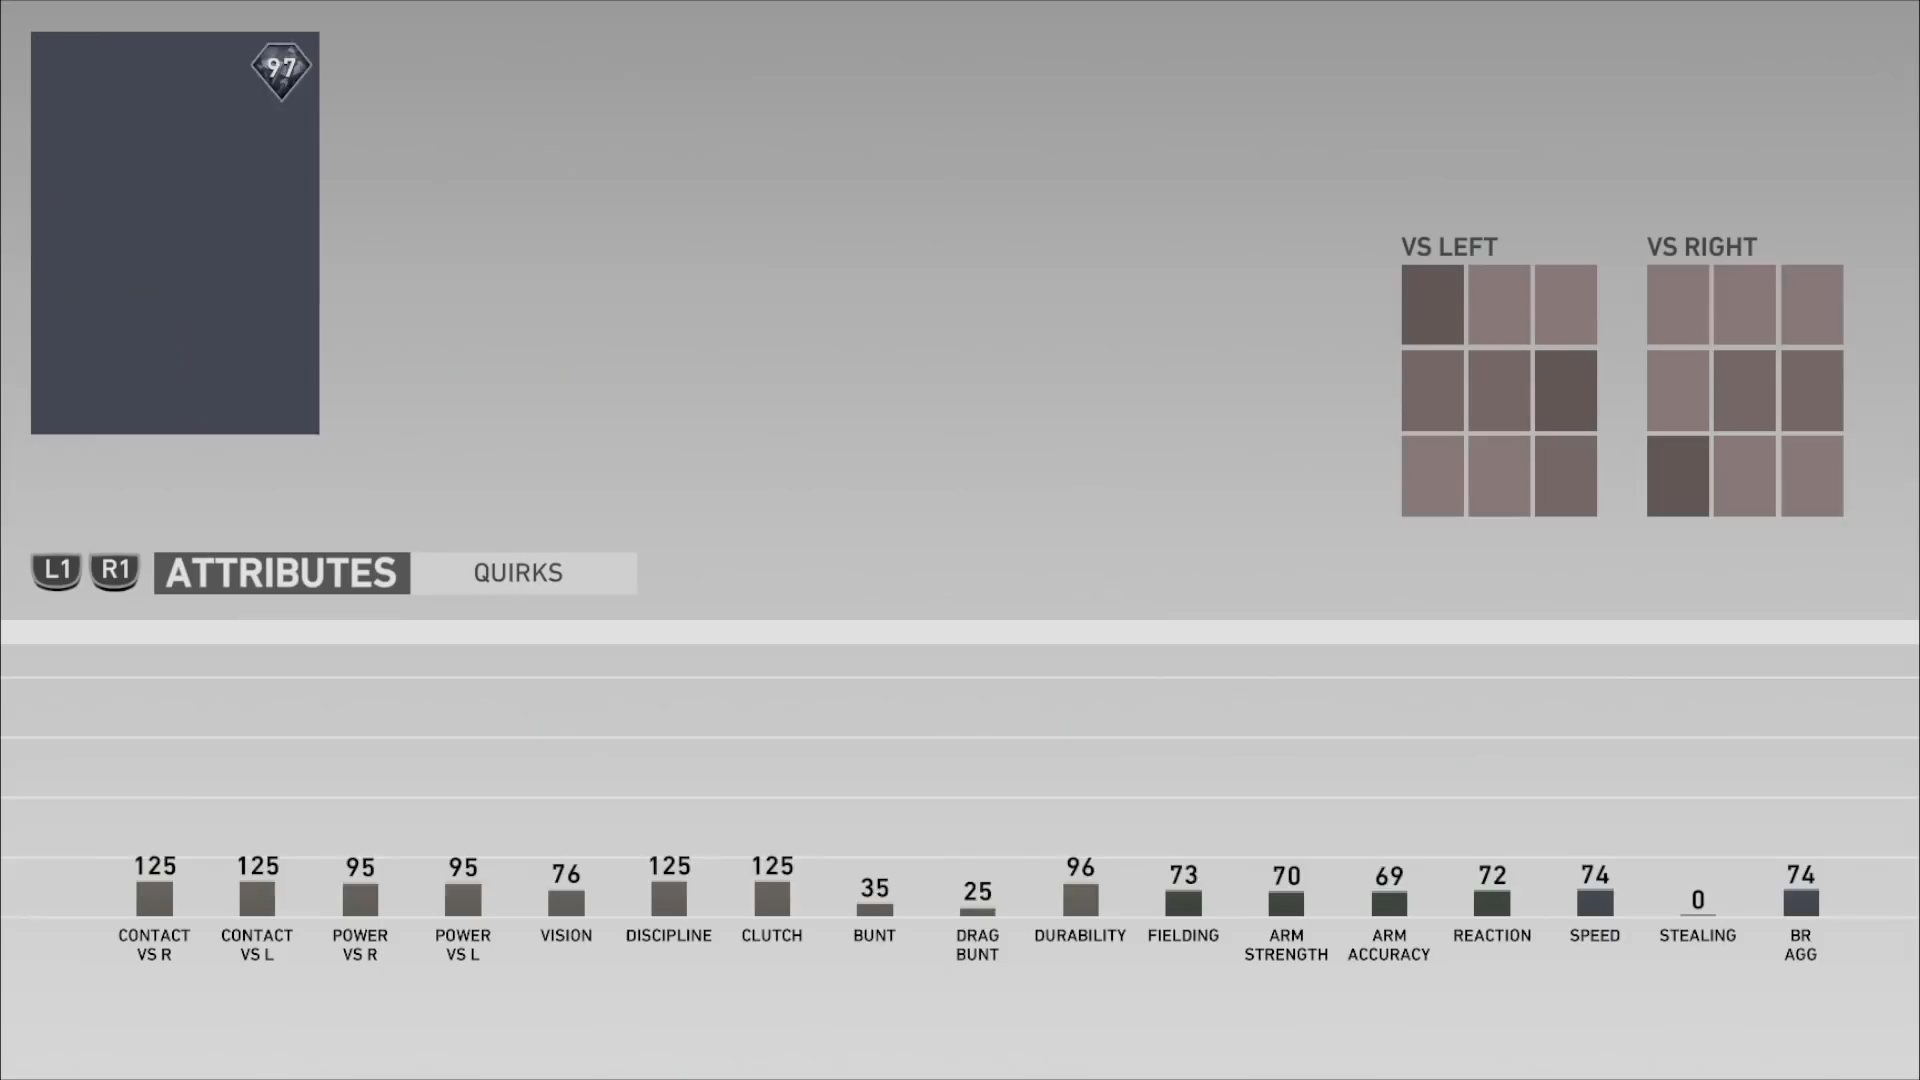 97
VS LEFT
VS RIGHT
L1 R1 ATTRIBUTES QUIRKS
125 125 95 95 76 125 125 35 25 96 73 70 69 72 74 0 74
CONTACT CONTACT POWER POWER VISION DISCIPLINE CLUTCH BUNT DRAG DURABILITY FIELDING ARM ARM REACTION SPEED STEALING BR
VS R VS L VS R VS L BUNT STRENGTH ACCURACY AGG